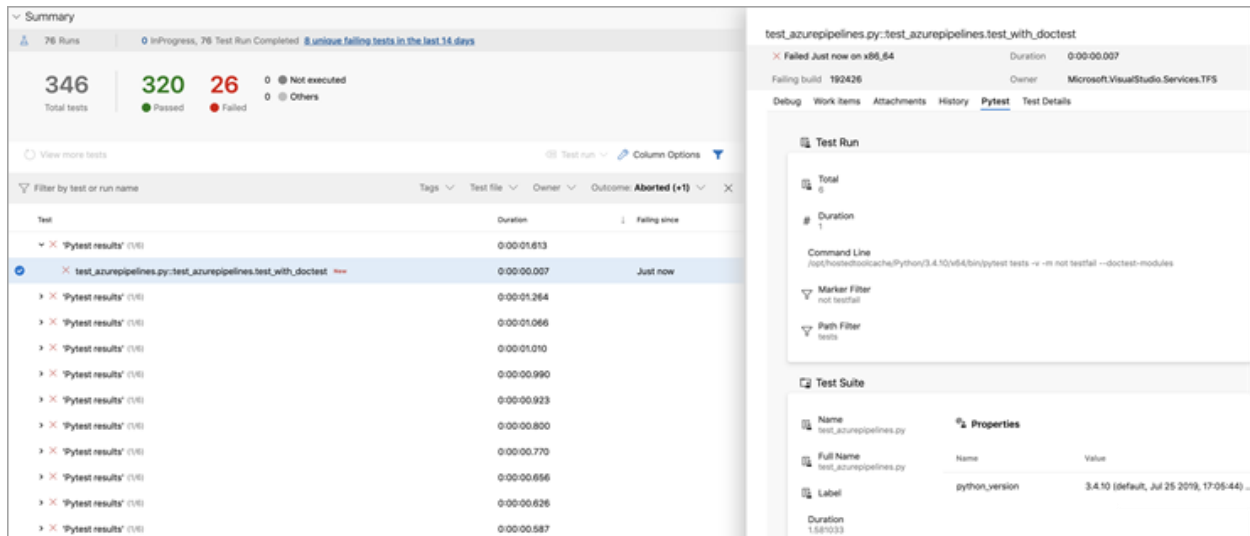 Summary
76 Runs 0 InProgress, 76 Test Run Completed 8 unique failing tests in the last 14 days
346 320 26 0 Not executed
Total tests Passed Failed 0 Others
View more tests Test run Column Options
Filter by test or run name Tags Test file Owner Outcome: Aborted (+1)
Test Duration Failing since
'Pytest results' (1/6) 0:00:01.613
test_azurepipelines.py::test_azurepipelines.test_with_doctest New 0:00:00.007 Just now
'Pytest results' (1/6) 0:00:01.264
'Pytest results' (1/6) 0:00:01.066
'Pytest results' (1/6) 0:00:01.010
'Pytest results' (1/6) 0:00:00.990
'Pytest results' (1/6) 0:00:00.923
'Pytest results' (1/6) 0:00:00.800
'Pytest results' (1/6) 0:00:00.770
'Pytest results' (1/6) 0:00:00.656
'Pytest results' (1/6) 0:00:00.626
'Pytest results' (1/6) 0:00:00.587
test_azurepipelines.py::test_azurepipelines.test_with_doctest
Failed Just now on x86_64 Duration 0:00:00.007
Failing build 192426 Owner Microsoft.VisualStudio.Services.TFS
Debug Work items Attachments History Pytest Test Details
Test Run
Total
6
# Duration
1
Command Line
/opt/hostedtoolcache/Python/3.4.10/x64/bin/pytest tests -v -m not testfail --doctest-modules
Marker Filter
not testfail
Path Filter
tests
Test Suite
Name
test_azurepipelines.py
Full Name
test_azurepipelines.py
Label
Duration
1.581033
Properties
Name Value
python_version 3.4.10 (default, Jul 25 2019, 17:05:44) ...